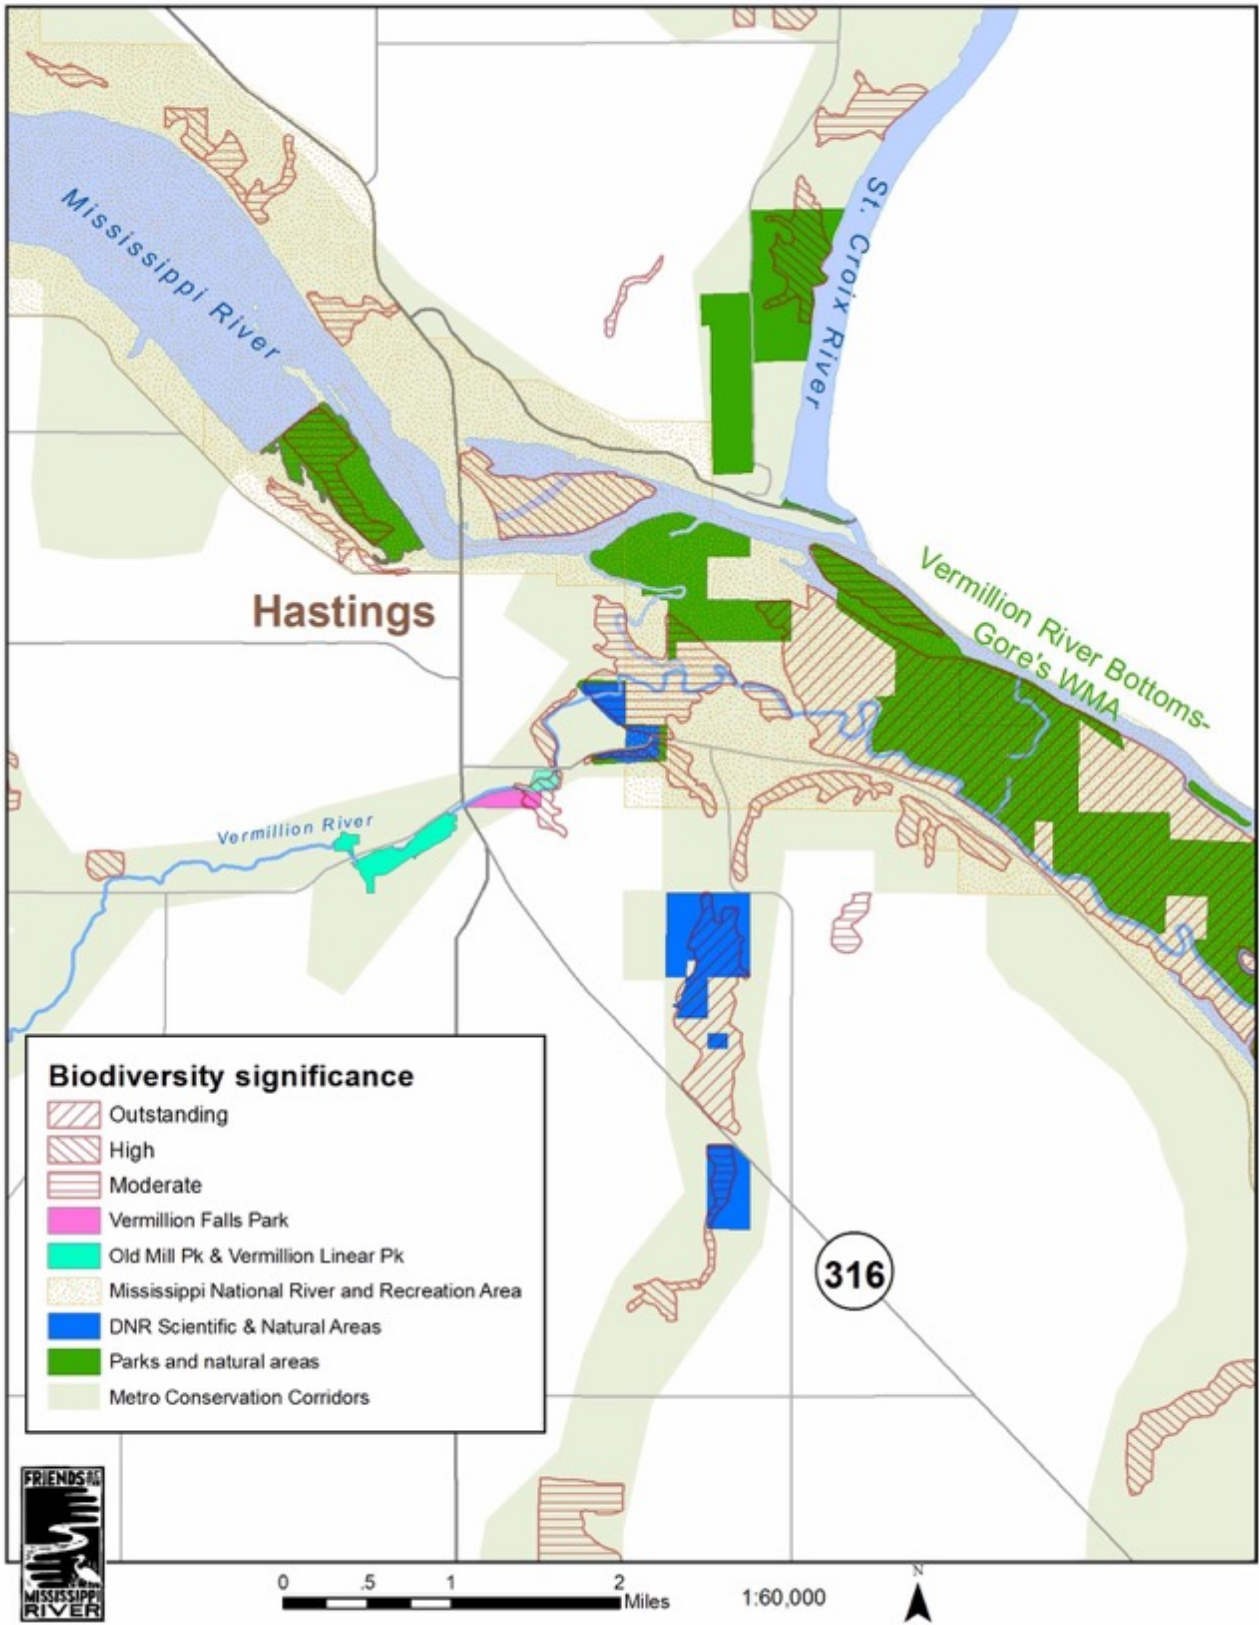 Mississippi River
St. Croix River
Vermillion River Bottoms-
Gore's WMA
Hastings
Vermillion River
316
Biodiversity significance
Outstanding
High
Moderate
Vermillion Falls Park
Old Mill Pk & Vermillion Linear Pk
Mississippi National River and Recreation Area
DNR Scientific & Natural Areas
Parks and natural areas
Metro Conservation Corridors
FRIENDS OF THE
MISSISSIPPI
RIVER
0 .5 1 2
Miles
1:60,000
N